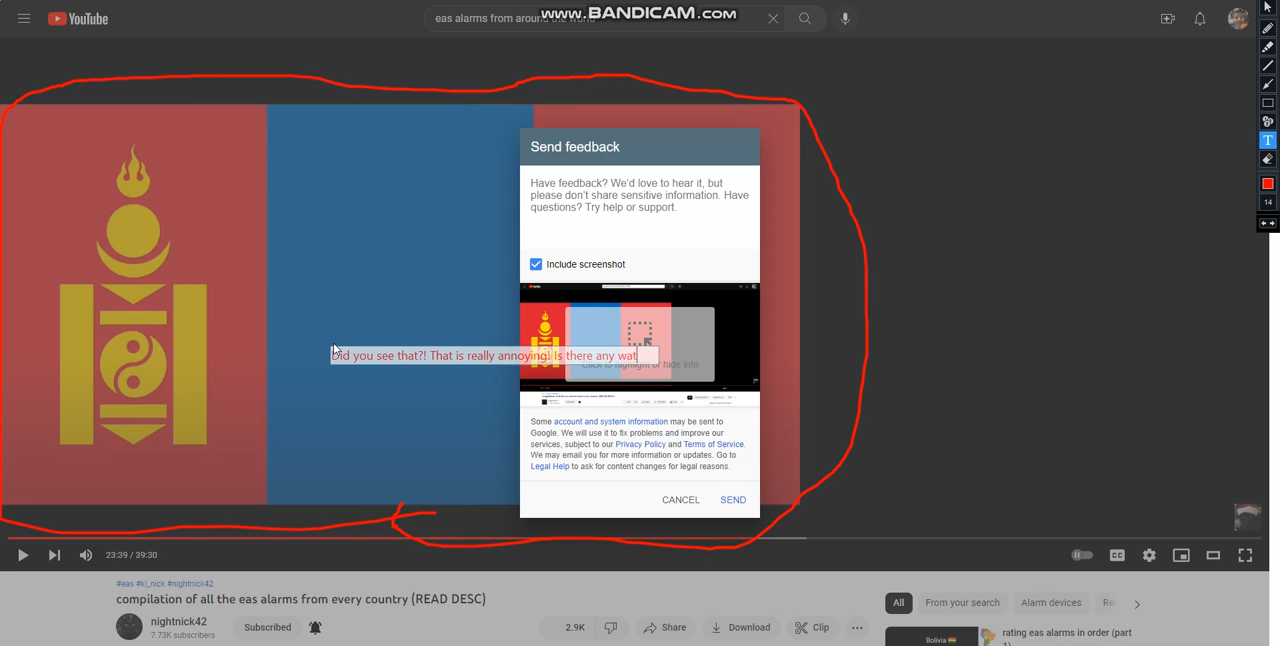 YouTube
eas alarms from around the world
www.BANDICAM.com
T
14
Send feedback
Have feedback? We'd love to hear it, but
please don't share sensitive information. Have
questions? Try help or support.
Include screenshot
Click to highlight or hide info
Did you see that?! That is really annoying! Is there any wat
Some account and system information may be sent to
Google. We will use it to fix problems and improve our
services, subject to our Privacy Policy and Terms of Service.
We may email you for more information or updates. Go to
Legal Help to ask for content changes for legal reasons.
CANCEL SEND
23:39 / 39:30
CC
#eas #ki_nick #nightnick42
compilation of all the eas alarms from every country (READ DESC)
nightnick42
7.73K subscribers
Subscribed
2.9K
Share
Download
Clip
All
From your search
Alarm devices
Bolivia
rating eas alarms in order (part